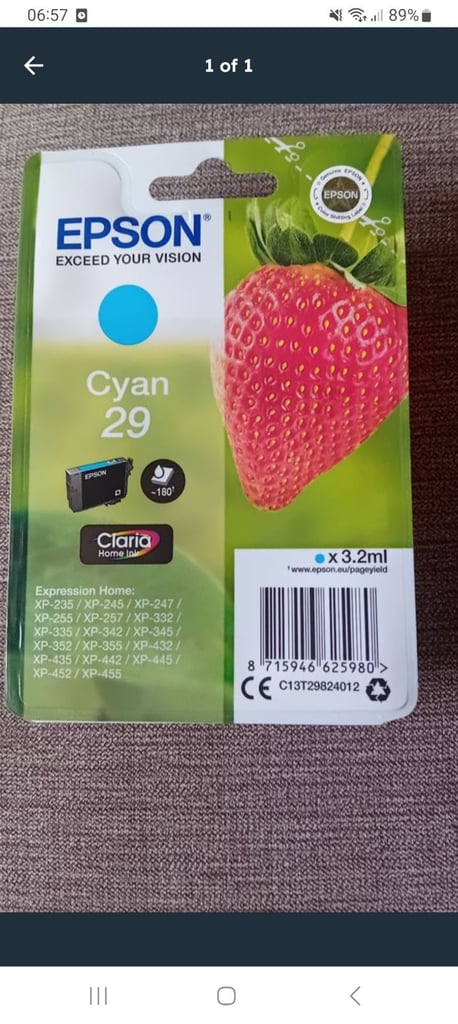 06:57
89%
1 of 1
EPSON®
EXCEED YOUR VISION
Genuine EPSON
EPSON
Cyan
29
EPSON
~180¹
Claria
Home Ink
Expression Home:
XP-235 / XP-245 / XP-247 /
XP-255 / XP-257 / XP-332 /
XP-335 / XP-342 / XP-345 /
XP-352 / XP-355 / XP-432 /
XP-435 / XP-442 / XP-445 /
XP-452 / XP-455
x 3.2ml
¹www.epson.eu/pageyield
8 715946 625980 >
CE C13T29824012